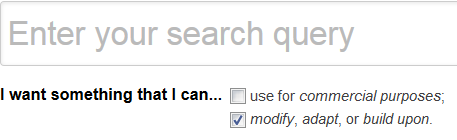 Enter your search query
I want something that I can... use for commercial purposes;
modify, adapt, or build upon.